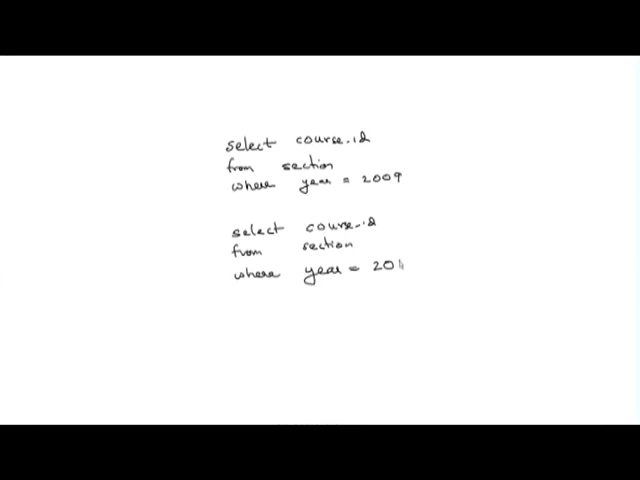 select course_id
from section
where year = 2009
select course_id
from section
where year = 201